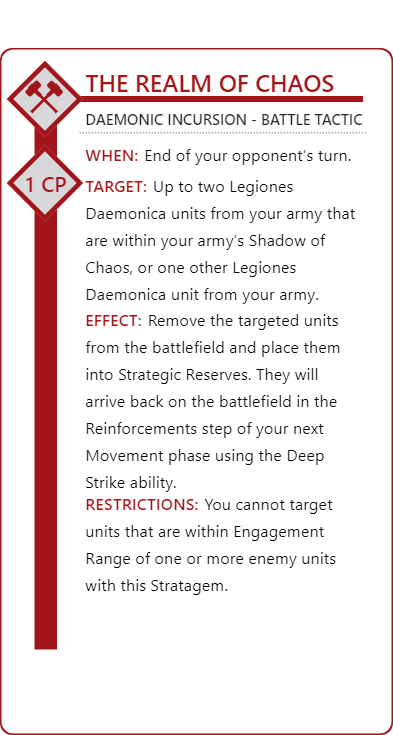 THE REALM OF CHAOS
DAEMONIC INCURSION - BATTLE TACTIC
WHEN: End of your opponent's turn.
1 CP
TARGET: Up to two Legiones
Daemonica units from your army that
are within your army's Shadow of
Chaos, or one other Legiones
Daemonica unit from your army.
EFFECT: Remove the targeted units
from the battlefield and place them
into Strategic Reserves. They will
arrive back on the battlefield in the
Reinforcements step of your next
Movement phase using the Deep
Strike ability.
RESTRICTIONS: You cannot target
units that are within Engagement
Range of one or more enemy units
with this Stratagem.